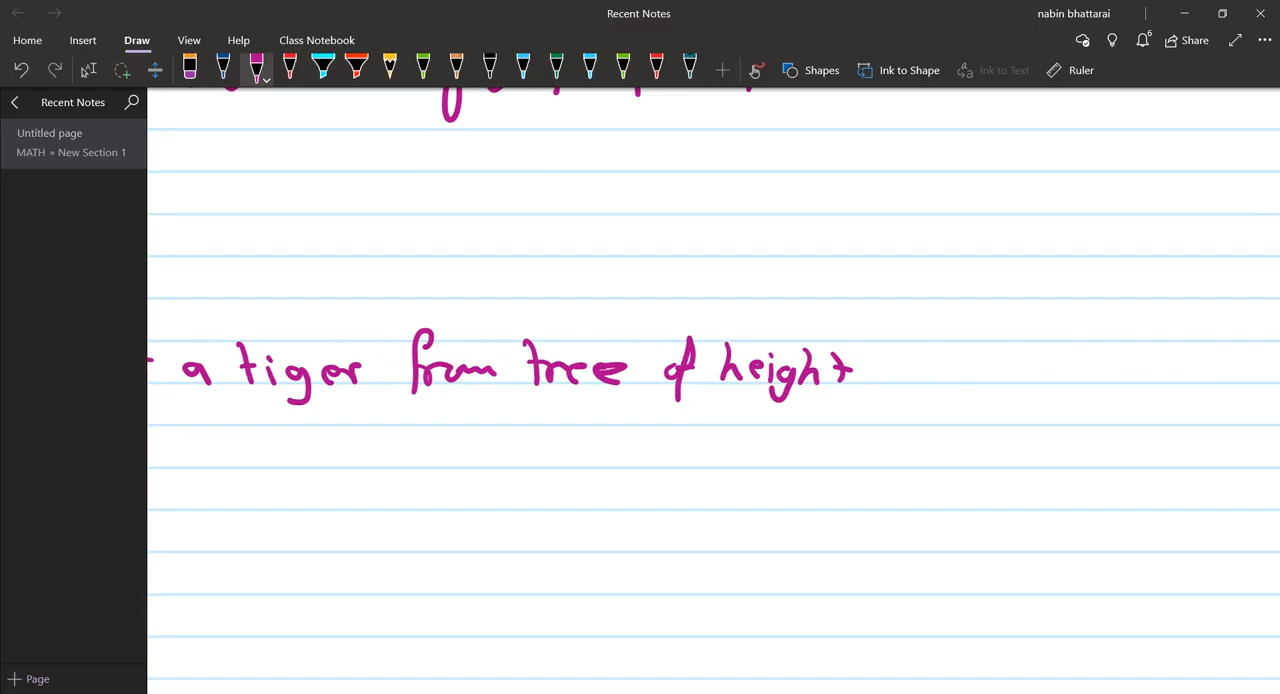 Recent Notes
nabin bhattarai
Home Insert Draw View Help Class Notebook
6
Share
Shapes Ink to Shape Ink to Text Ruler
Recent Notes
Untitled page
MATH » New Section 1
a tiger from tree of height
Page